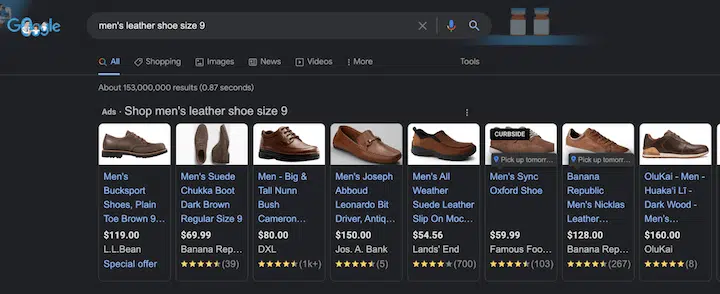 Google
men's leather shoe size 9
All
Shopping
Images
News
Videos
More
Tools
About 153,000,000 results (0.87 seconds)
Ads · Shop men's leather shoe size 9
Men's
Bucksport
Shoes, Plain
Toe Brown 9...
$119.00
L.L.Bean
Special offer
Men's Suede
Chukka Boot
Dark Brown
Regular Size 9
$69.99
Banana Rep...
(39)
Men - Big &
Tall Nunn
Bush
Cameron...
$80.00
DXL
(1k+)
Men's Joseph
Abboud
Leonardo Bit
Driver, Antiq...
$150.00
Jos. A. Bank
(5)
Men's All
Weather
Suede Leather
Slip On Moc...
$54.56
Lands' End
(700)
CURBSIDE
Pick up tomorr...
Men's Sync
Oxford Shoe
$59.99
Famous Foo...
(103)
Pick up tomorr...
Banana
Republic
Men's Nicklas
Leather...
$128.00
Banana Rep...
(267)
OluKai - Men -
Huaka'i Lī -
Dark Wood -
Men's...
$160.00
OluKai
(8)